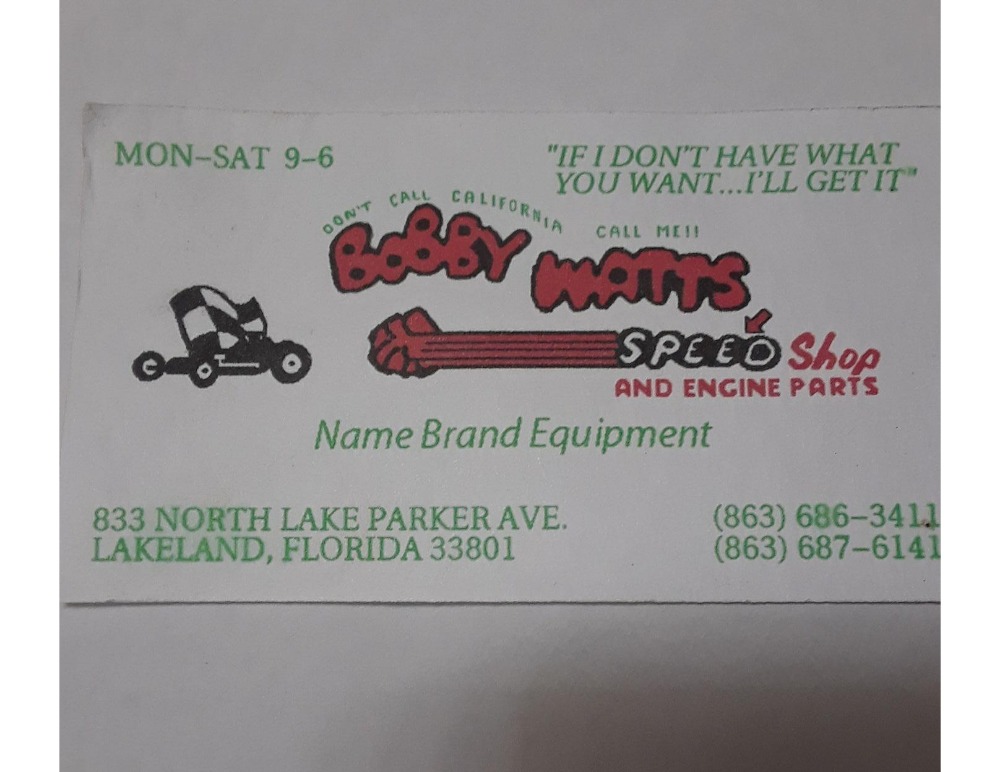 MON-SAT 9-6
"IF I DON'T HAVE WHAT
YOU WANT...I'LL GET IT"
DON'T CALL CALIFORNIA CALL ME!!
BOBBY WATTS
SPEED Shop
AND ENGINE PARTS
Name Brand Equipment
833 NORTH LAKE PARKER AVE.
LAKELAND, FLORIDA 33801
(863) 686-3411
(863) 687-6141